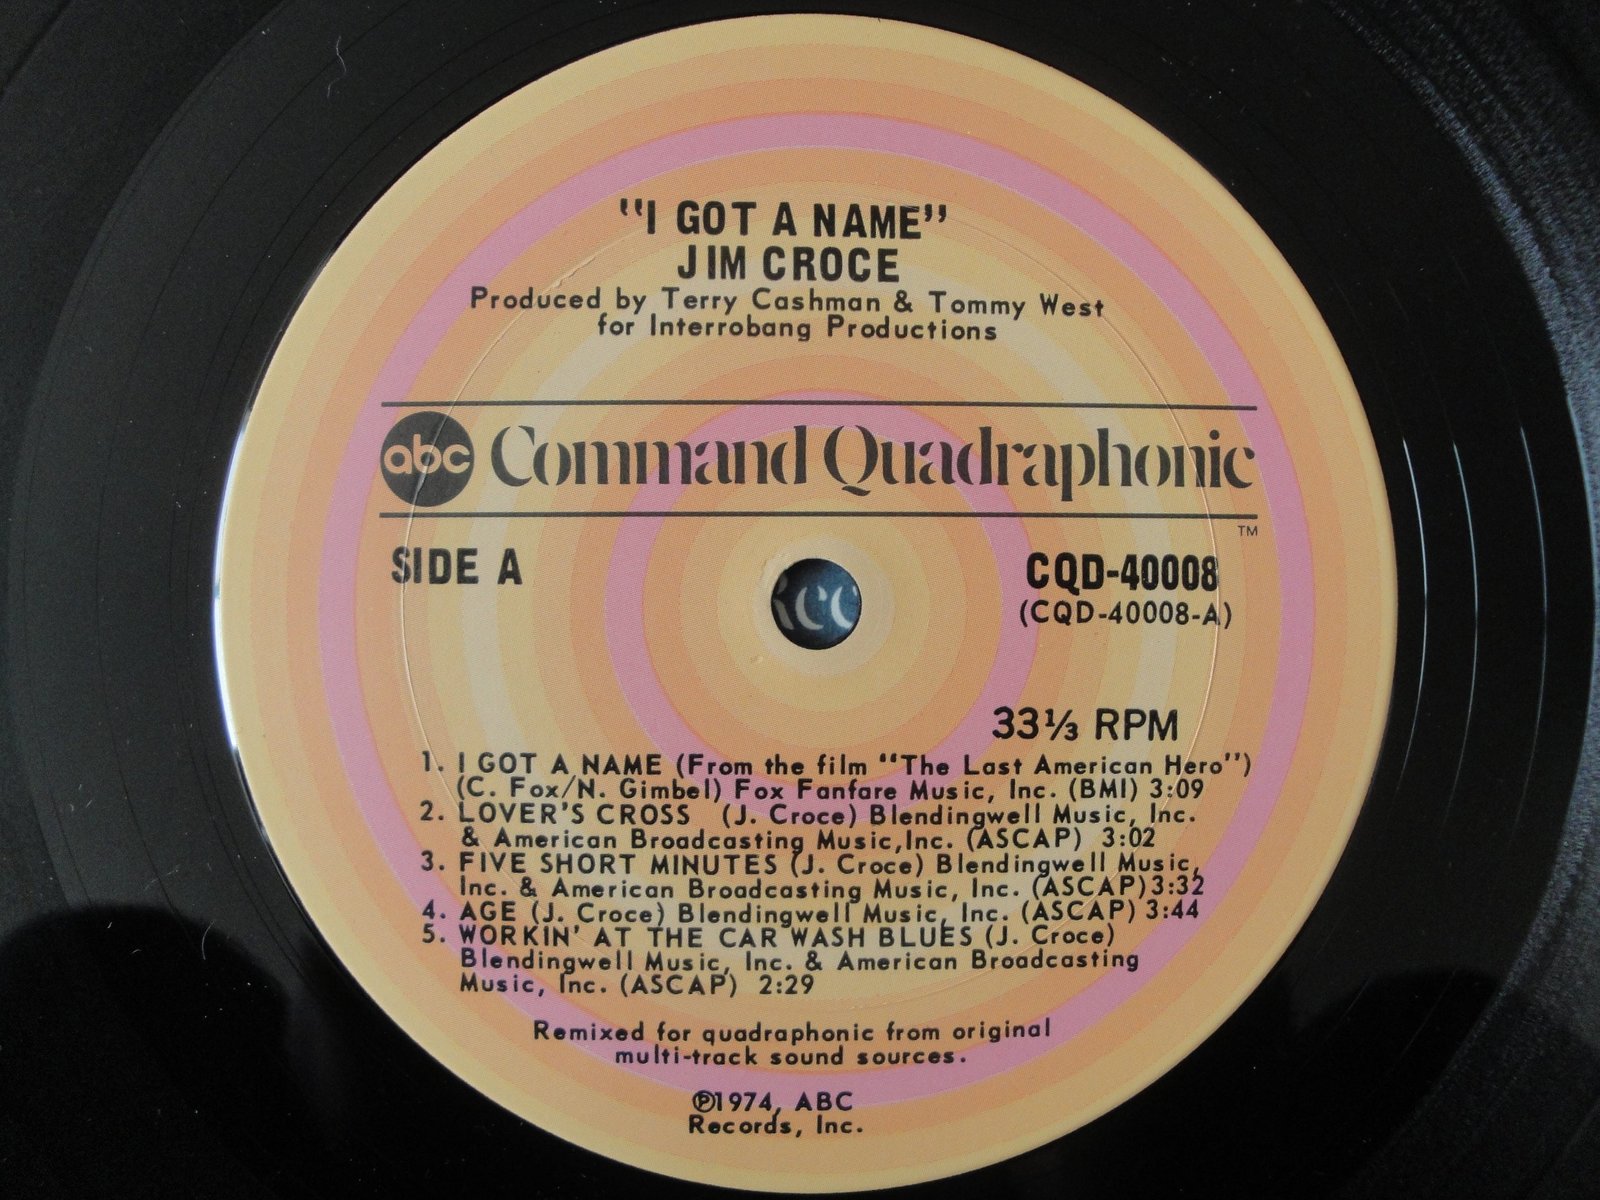 "I GOT A NAME"
JIM CROCE
Produced by Terry Cashman & Tommy West
for Interrobang Productions
abc Command Quadraphonic
TM
SIDE A
CQD-40008
(CQD-40008-A)
33⅓ RPM
1. I GOT A NAME (From the film "The Last American Hero")
(C. Fox/N. Gimbel) Fox Fanfare Music, Inc. (BMI) 3:09
2. LOVER'S CROSS (J. Croce) Blendingwell Music, Inc.
& American Broadcasting Music,Inc. (ASCAP) 3:02
3. FIVE SHORT MINUTES (J. Croce) Blendingwell Music,
Inc. & American Broadcasting Music, Inc. (ASCAP) 3:32
4. AGE (J. Croce) Blendingwell Music, Inc. (ASCAP) 3:44
5. WORKIN' AT THE CAR WASH BLUES (J. Croce)
Blendingwell Music, Inc. & American Broadcasting
Music, Inc. (ASCAP) 2:29
Remixed for quadraphonic from original
multi-track sound sources.
℗1974, ABC
Records, Inc.